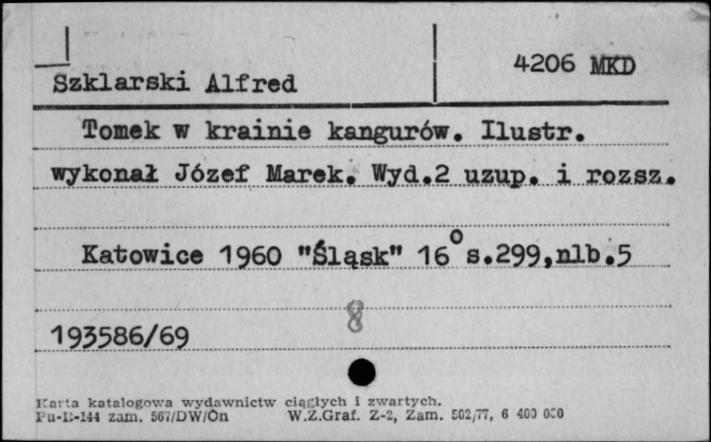 4206 MKD
Szklarski Alfred
Tomek w krainie kangurów. Ilustr.
wykonał Józef Marek. Wyd.2 uzup. i rozsz.
Katowice 1960 "Śląsk" 16° s.299,nlb.5
8
193586/69
Karta katalogowa wydawnictw ciągłych i zwartych.
Pu-K-144 zam. 567/DW/On W.Z.Graf. Z-2, Zam. 502/77, 6 400 000